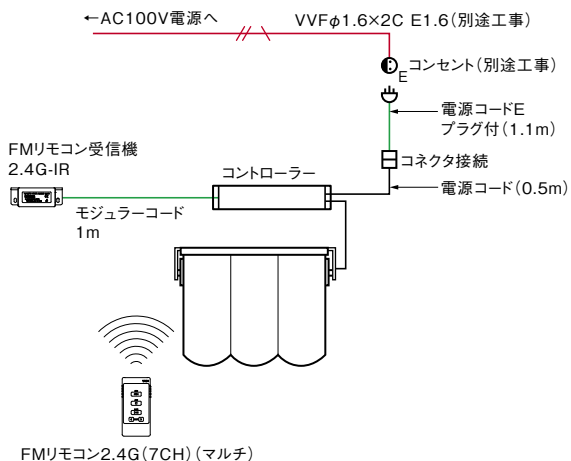 ←AC100V電源へ
VVFφ1.6×2C E1.6(別途工事)
コンセント(別途工事)
E
電源コードE
プラグ付(1.1m)
コネクタ接続
電源コード(0.5m)
FMリモコン受信機
2.4G-IR
コントローラー
モジュラーコード
1m
FMリモコン2.4G(7CH)(マルチ)